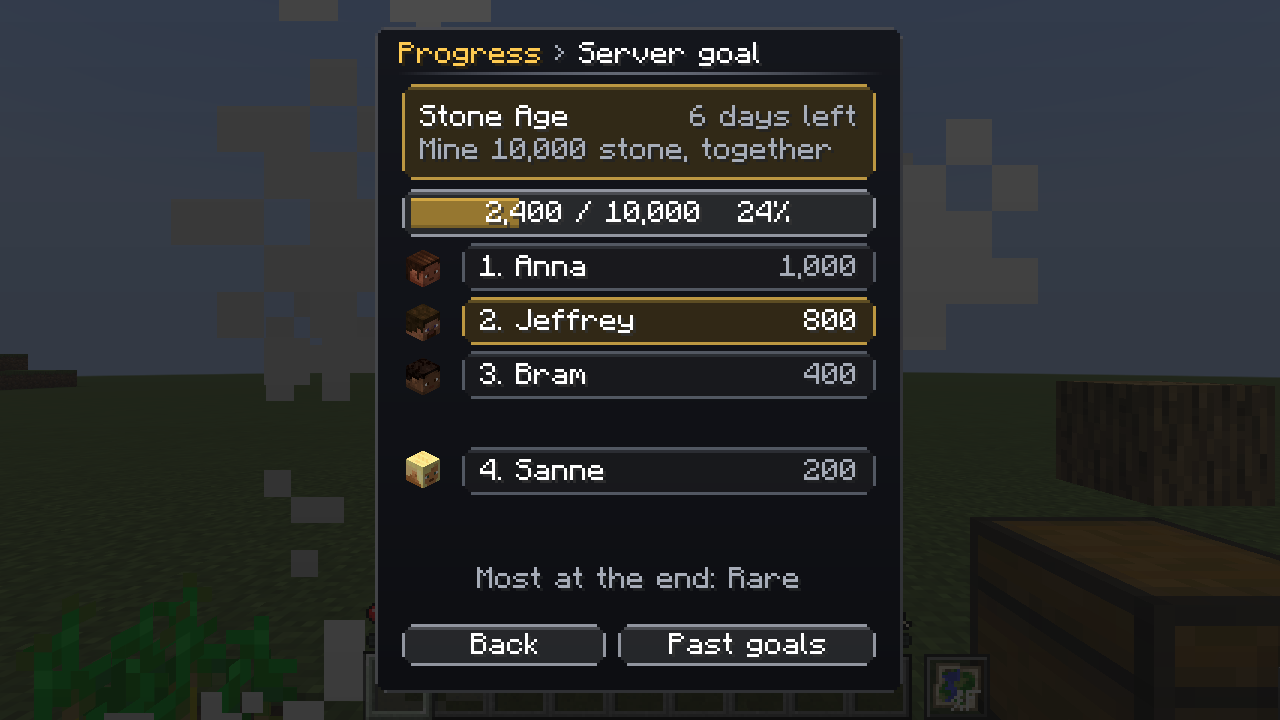 Progress > Server goal
Stone Age 6 days left
Mine 10,000 stone, together
2,400 / 10,000 24%
1. Anna 1,000
2. Jeffrey 800
3. Bram 400
4. Sanne 200
Most at the end: Rare
Back Past goals